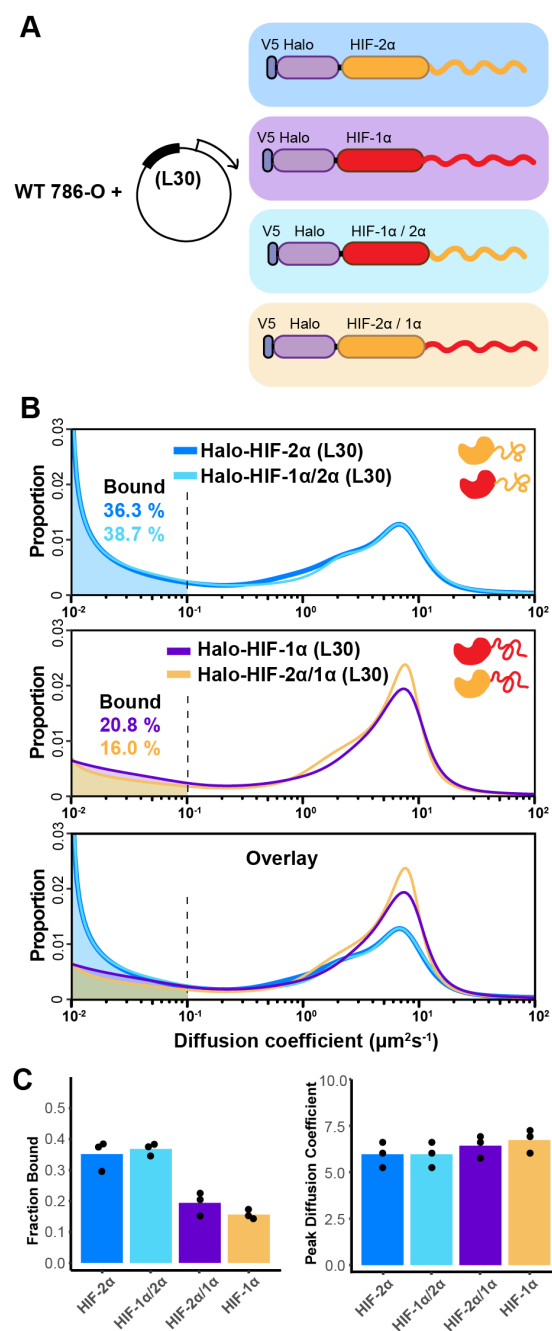 A
V5 Halo HIF-2α
V5 Halo HIF-1α
WT 786-O + (L30)
V5 Halo HIF-1α / 2α
V5 Halo HIF-2α / 1α
B
Proportion
0.03
0.02
0.01
0
Halo-HIF-2α (L30)
Halo-HIF-1α/2α (L30)
Bound
36.3 %
38.7 %
10⁻² 10⁻¹ 10⁰ 10¹ 10²
Proportion
0.03
0.02
0.01
0
Halo-HIF-1α (L30)
Halo-HIF-2α/1α (L30)
Bound
20.8 %
16.0 %
10⁻² 10⁻¹ 10⁰ 10¹ 10²
Proportion
0.03
0.02
0.01
0
Overlay
10⁻² 10⁻¹ 10⁰ 10¹ 10²
Diffusion coefficient (μm²s⁻¹)
C
Fraction Bound
0.5
0.4
0.3
0.2
0.1
0.0
HIF-2α HIF-1α/2α HIF-2α/1α HIF-1α
Peak Diffusion Coefficient
10.0
7.5
5.0
2.5
0.0
HIF-2α HIF-1α/2α HIF-2α/1α HIF-1α